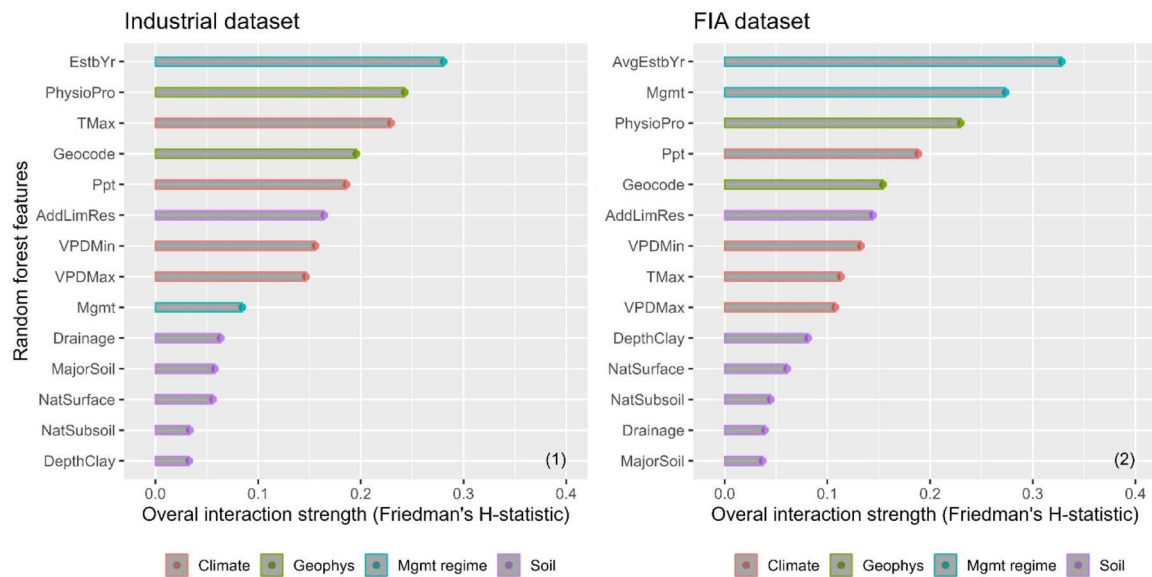 Industrial dataset
Random forest features
EstbYr
PhysioPro
TMax
Geocode
Ppt
AddLimRes
VPDMin
VPDMax
Mgmt
Drainage
MajorSoil
NatSurface
NatSubsoil
DepthClay
(1)
0.0 0.1 0.2 0.3 0.4
Overal interaction strength (Friedman's H-statistic)
Climate Geophys Mgmt regime Soil
FIA dataset
AvgEstbYr
Mgmt
PhysioPro
Ppt
Geocode
AddLimRes
VPDMin
TMax
VPDMax
DepthClay
NatSurface
NatSubsoil
Drainage
MajorSoil
(2)
0.0 0.1 0.2 0.3 0.4
Overal interaction strength (Friedman's H-statistic)
Climate Geophys Mgmt regime Soil